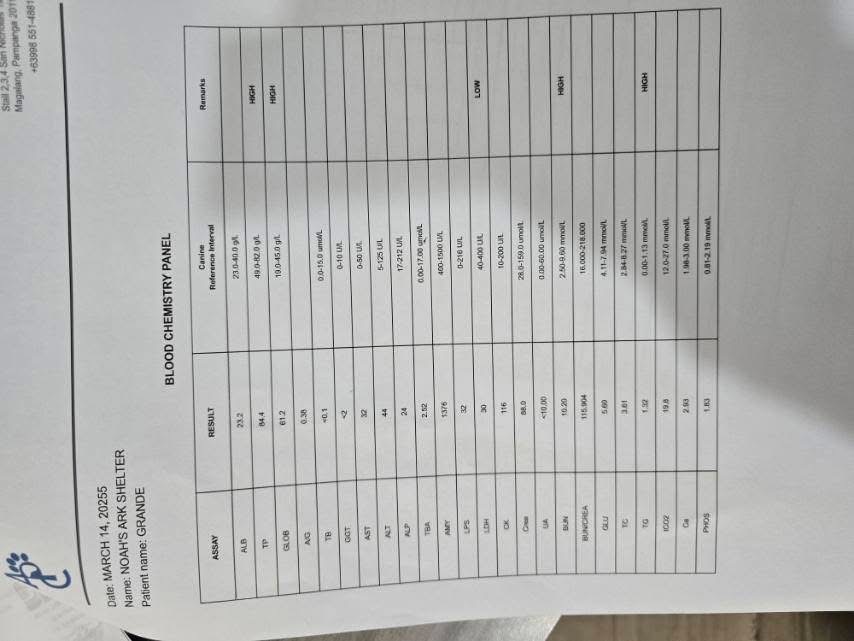 Stall 2,3,4 San Nicholas
Magalang, Pampanga 2011
+63998 551-4881
Date: MARCH 14, 20255
Name: NOAH'S ARK SHELTER
Patient name: GRANDE
BLOOD CHEMISTRY PANEL
ASSAY RESULT Canine Reference Interval Remarks
ALB 23.2 23.0-40.0 g/L
TP 84.4 49.0-82.0 g/L HIGH
GLOB 61.2 19.0-45.0 g/L HIGH
A/G 0.38
TB <0.1 0.0-15.0 umol/L
GGT <2 0-10 U/L
AST 32 0-50 U/L
ALT 44 5-125 U/L
ALP 24 17-212 U/L
TBA 2.52 0.00-17.00 umol/L
AMY 1376 400-1500 U/L
LPS 32 0-216 U/L
LDH 30 40-400 U/L LOW
CK 116 10-200 U/L
Crea 88.0 28.0-159.0 umol/L
UA <10.00 0.00-60.00 umol/L
BUN 10.20 2.50-9.60 mmol/L HIGH
BUN/CREA 115.904 16.000-218.000
GLU 5.69 4.11-7.94 mmol/L
TC 3.61 2.84-8.27 mmol/L
TG 1.32 0.00-1.13 mmol/L HIGH
tCO2 19.8 12.0-27.0 mmol/L
Ca 2.93 1.98-3.00 mmol/L
PHOS 1.83 0.81-2.19 mmol/L